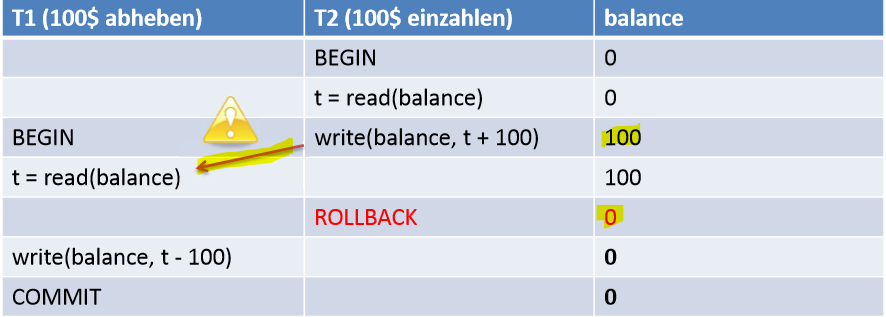 T1 (100$ abheben) T2 (100$ einzahlen) balance
BEGIN 0
t = read(balance) 0
BEGIN write(balance, t + 100) 100
t = read(balance) 100
ROLLBACK 0
write(balance, t - 100) 0
COMMIT 0